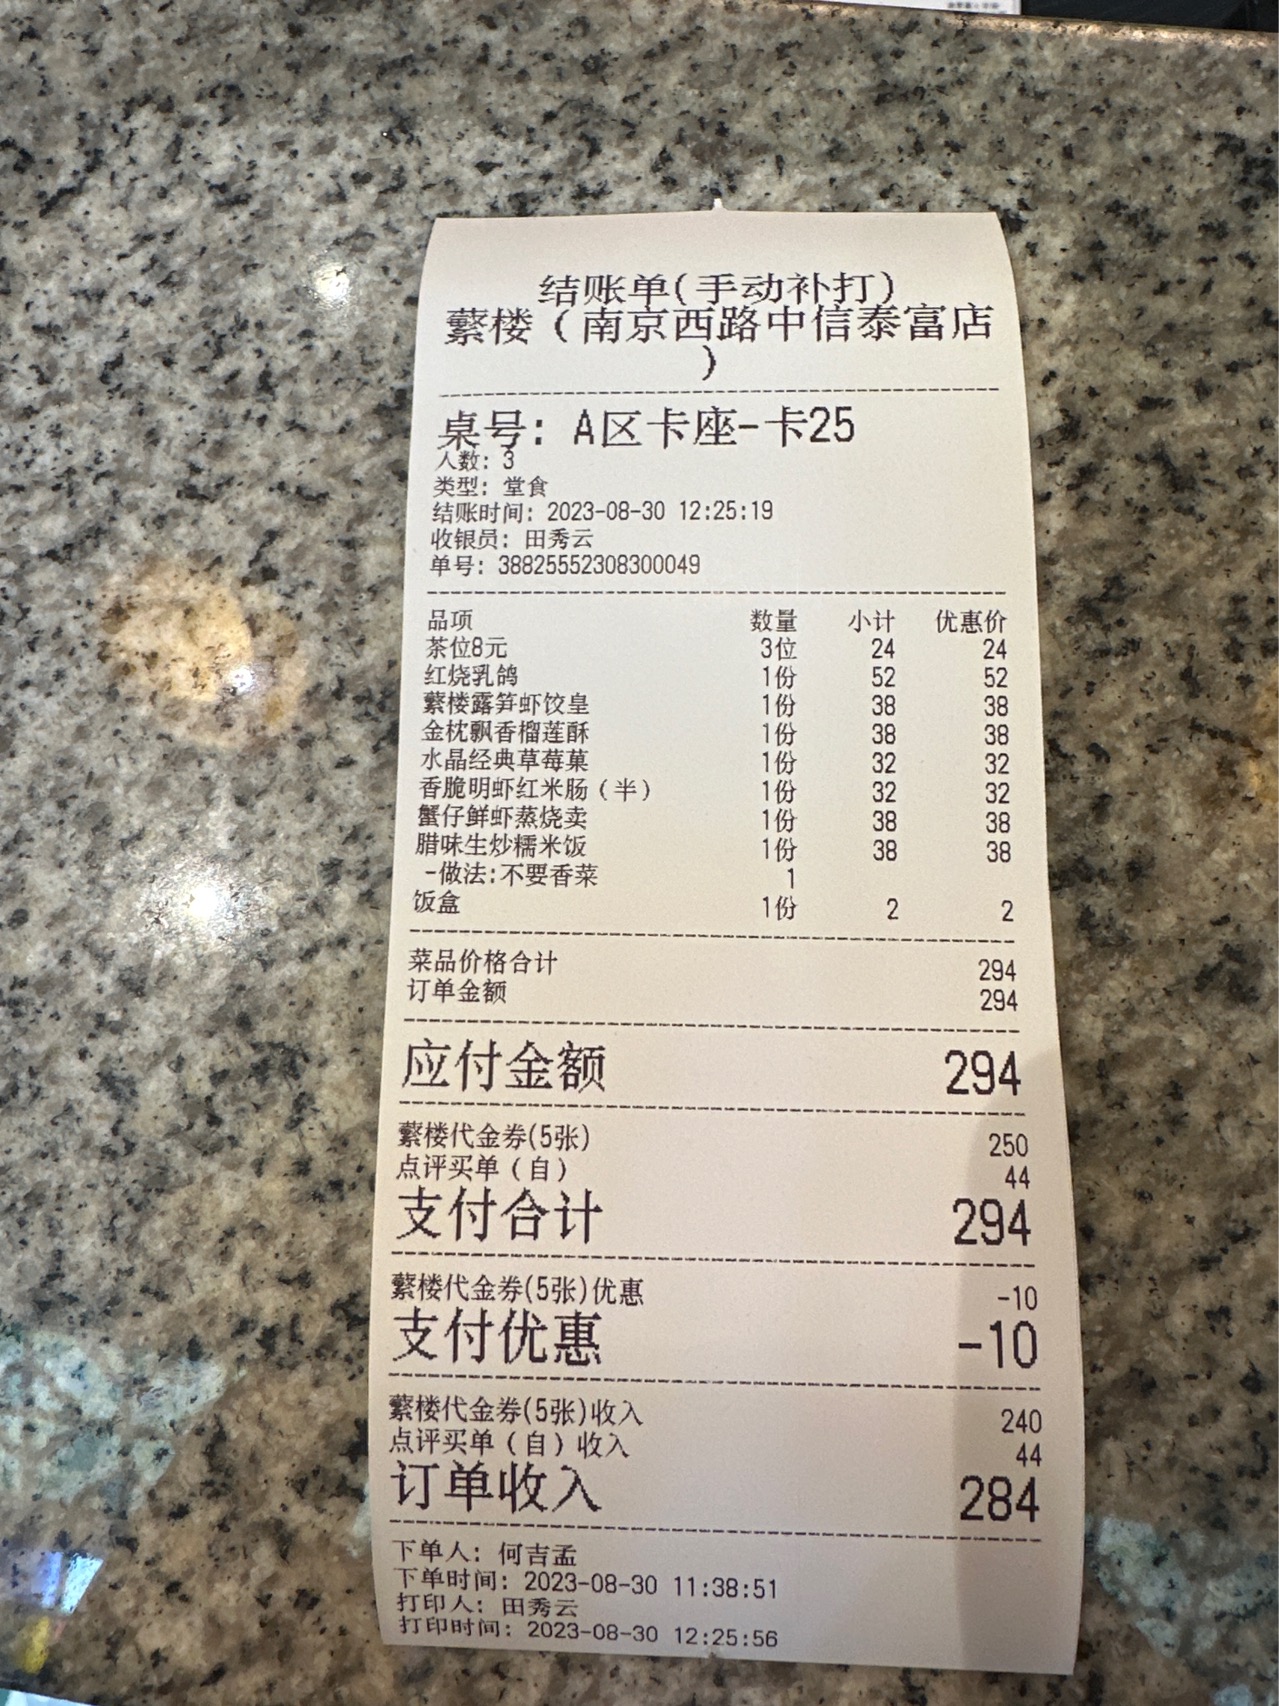 结账单(手动补打)
蘩楼（南京西路中信泰富店
）
桌号: A区卡座-卡25
人数: 3
类型: 堂食
结账时间: 2023-08-30 12:25:19
收银员: 田秀云
单号: 38825552308300049
品项 数量 小计 优惠价
茶位8元 3位 24 24
红烧乳鸽 1份 52 52
蘩楼露笋虾饺皇 1份 38 38
金枕飘香榴莲酥 1份 38 38
水晶经典草莓菓 1份 32 32
香脆明虾红米肠（半） 1份 32 32
蟹仔鲜虾蒸烧卖 1份 38 38
腊味生炒糯米饭 1份 38 38
-做法:不要香菜 1
饭盒 1份 2 2
菜品价格合计 294
订单金额 294
应付金额 294
蘩楼代金券(5张) 250
点评买单（自） 44
支付合计 294
蘩楼代金券(5张)优惠 -10
支付优惠 -10
蘩楼代金券(5张)收入 240
点评买单（自）收入 44
订单收入 284
下单人: 何吉孟
下单时间: 2023-08-30 11:38:51
打印人: 田秀云
打印时间: 2023-08-30 12:25:56